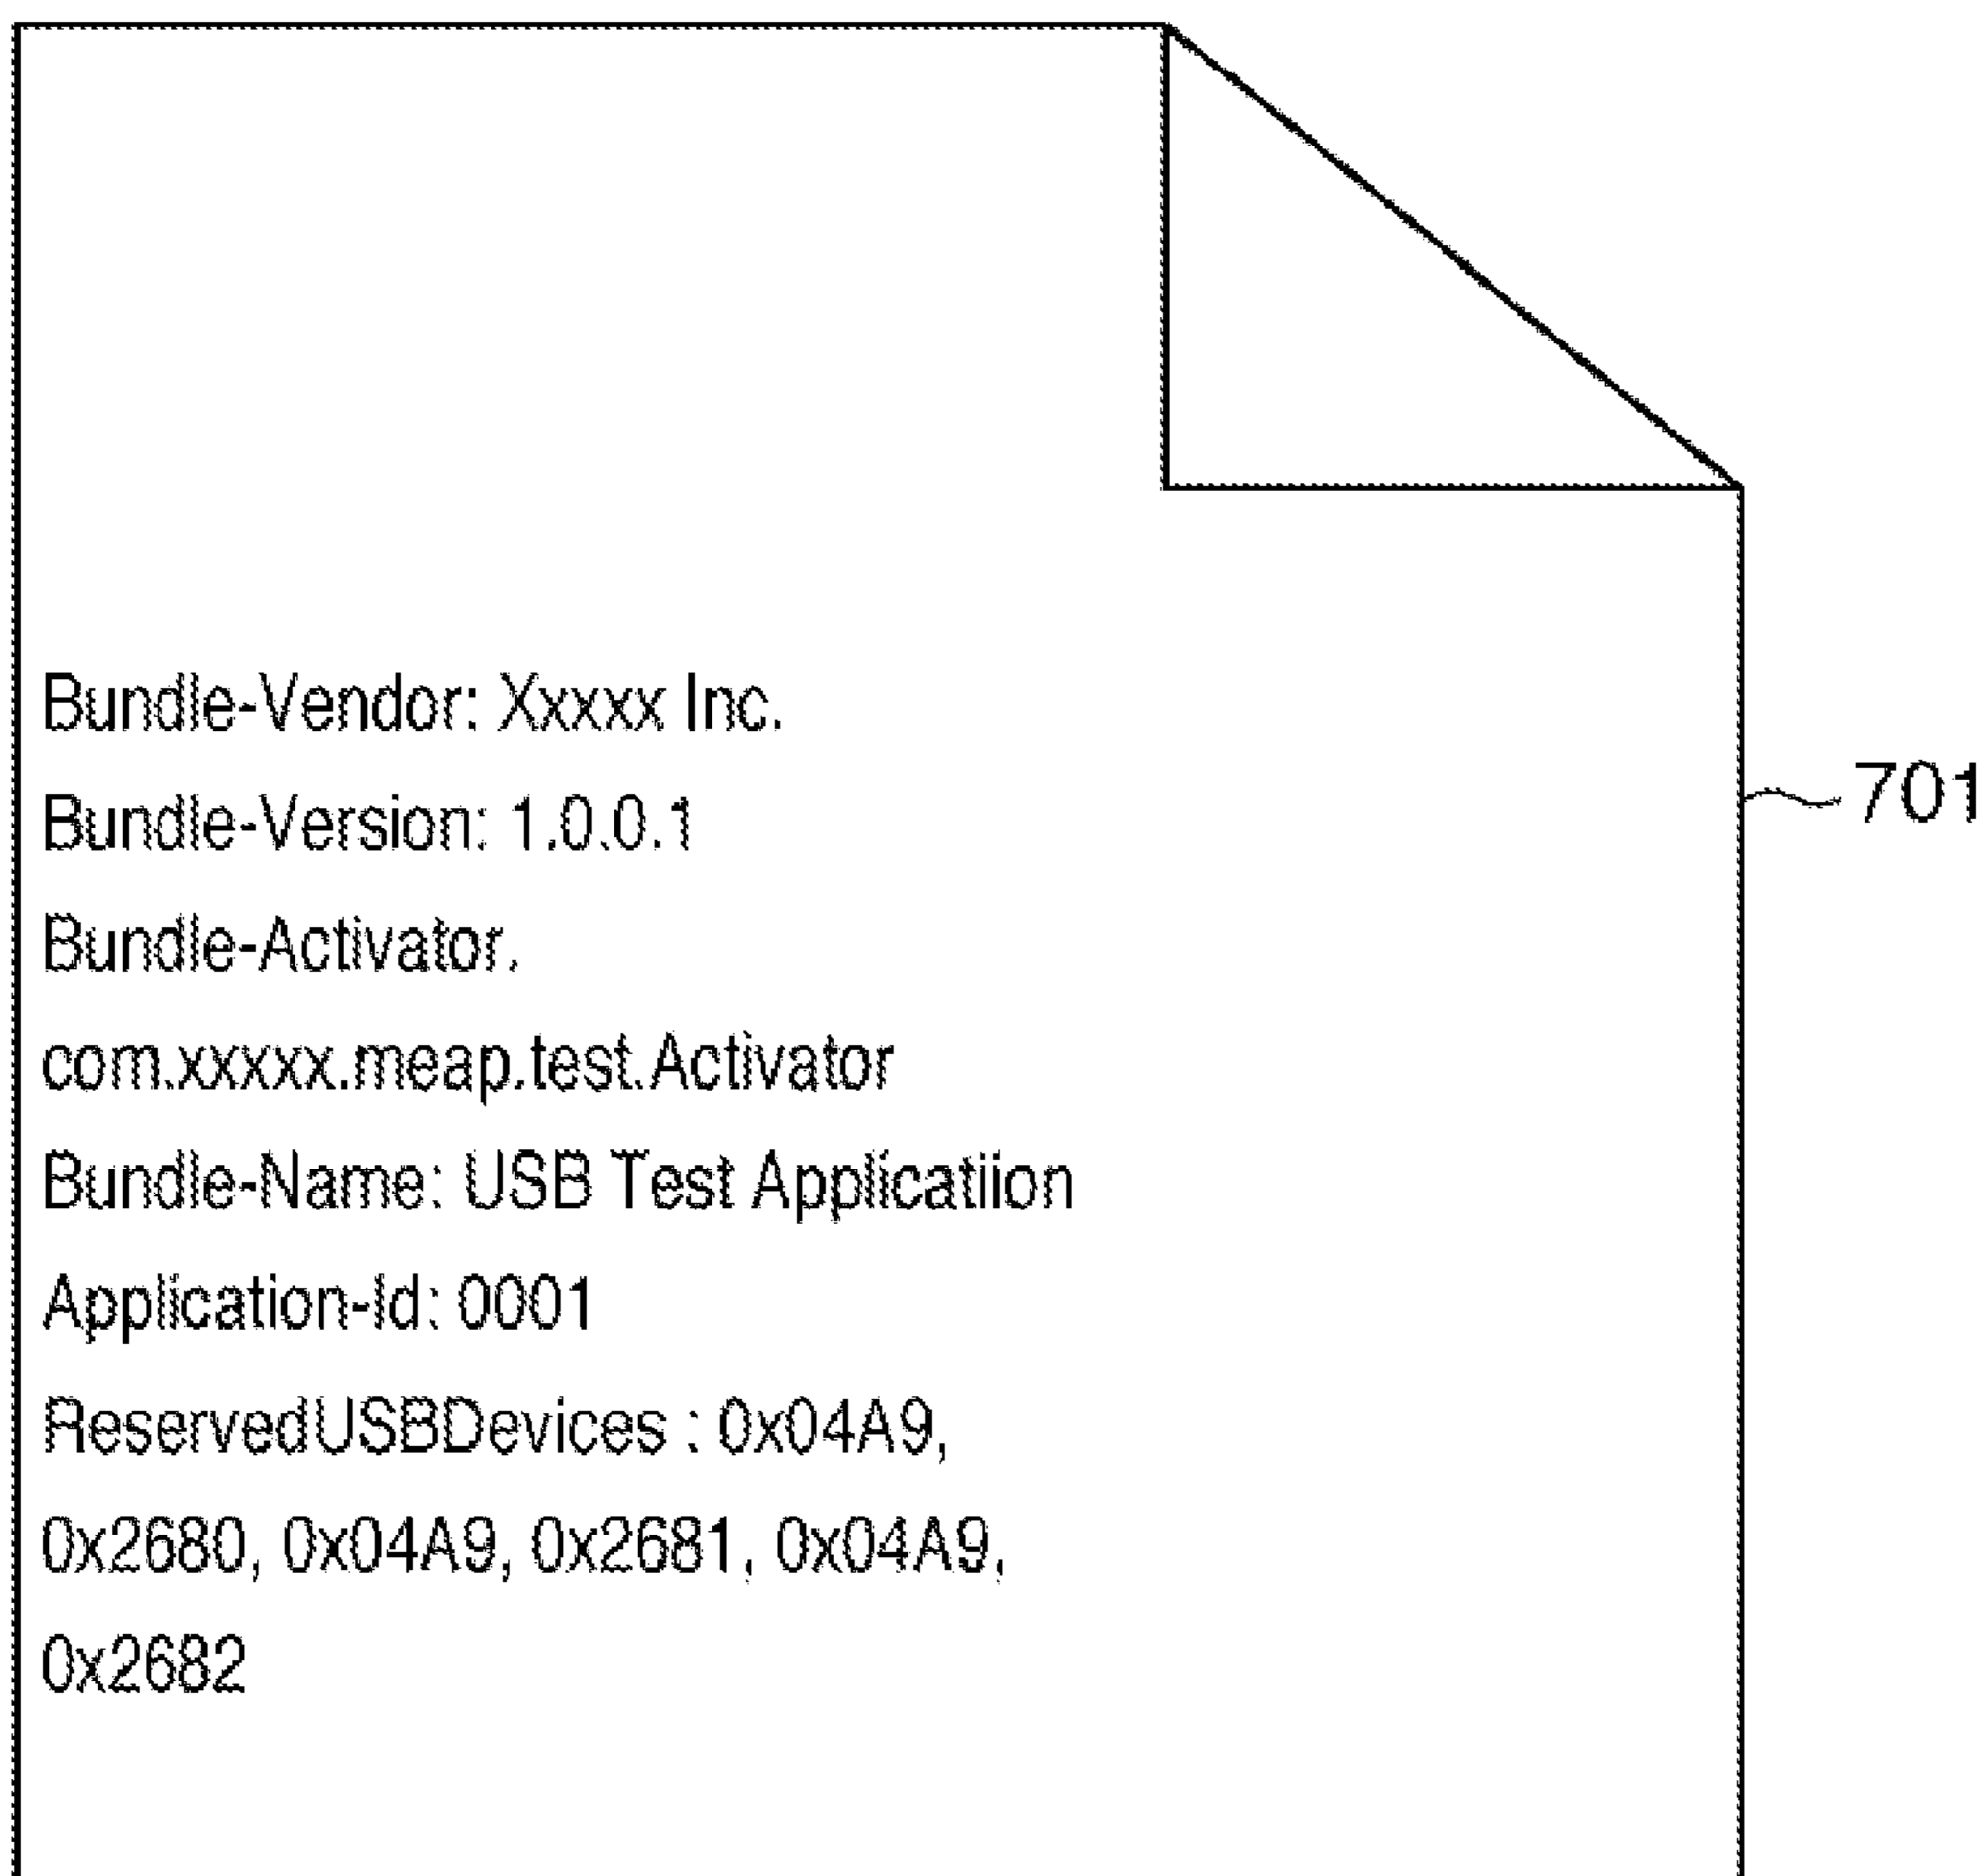 Bundle-Vendor: Xxxxx Inc.
Bundle-Version: 1.0.0.1
Bundle-Activator.
com.xxxxx.meap.test.Activator
Bundle-Name: USB Test Applicatiion
Application-Id: 0001
ReservedUSBDevices : 0x04A9,
0x2680, 0x04A9, 0x2681, 0x04A9,
0x2682
701